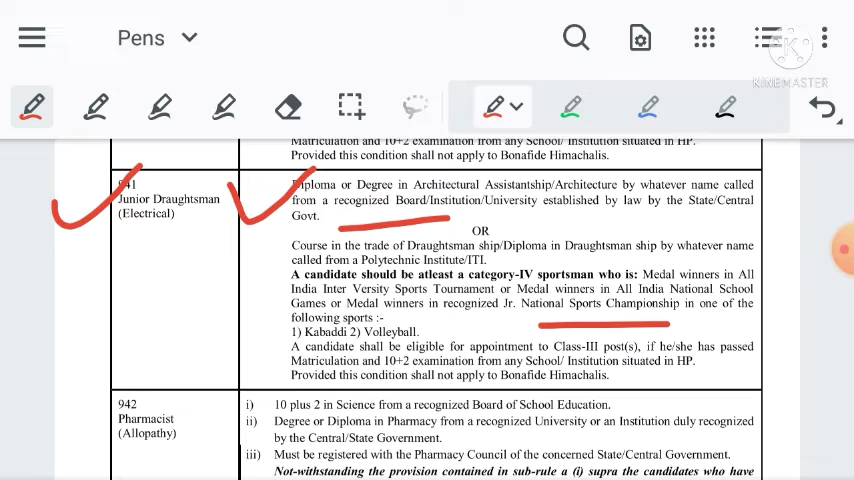 Pens
K
KINEMASTER
Matriculation and 10+2 examination from any School/ Institution situated in HP.
Provided this condition shall not apply to Bonafide Himachalis.
941
Junior Draughtsman
(Electrical)
Diploma or Degree in Architectural Assistantship/Architecture by whatever name called
from a recognized Board/Institution/University established by law by the State/Central
Govt.
OR
Course in the trade of Draughtsman ship/Diploma in Draughtsman ship by whatever name
called from a Polytechnic Institute/ITI.
A candidate should be atleast a category-IV sportsman who is: Medal winners in All
India Inter Versity Sports Tournament or Medal winners in All India National School
Games or Medal winners in recognized Jr. National Sports Championship in one of the
following sports :-
1) Kabaddi 2) Volleyball.
A candidate shall be eligible for appointment to Class-III post(s), if he/she has passed
Matriculation and 10+2 examination from any School/ Institution situated in HP.
Provided this condition shall not apply to Bonafide Himachalis.
942
Pharmacist
(Allopathy)
i) 10 plus 2 in Science from a recognized Board of School Education.
ii) Degree or Diploma in Pharmacy from a recognized University or an Institution duly recognized
by the Central/State Government.
iii) Must be registered with the Pharmacy Council of the concerned State/Central Government.
Not-withstanding the provision contained in sub-rule a (i) supra the candidates who have